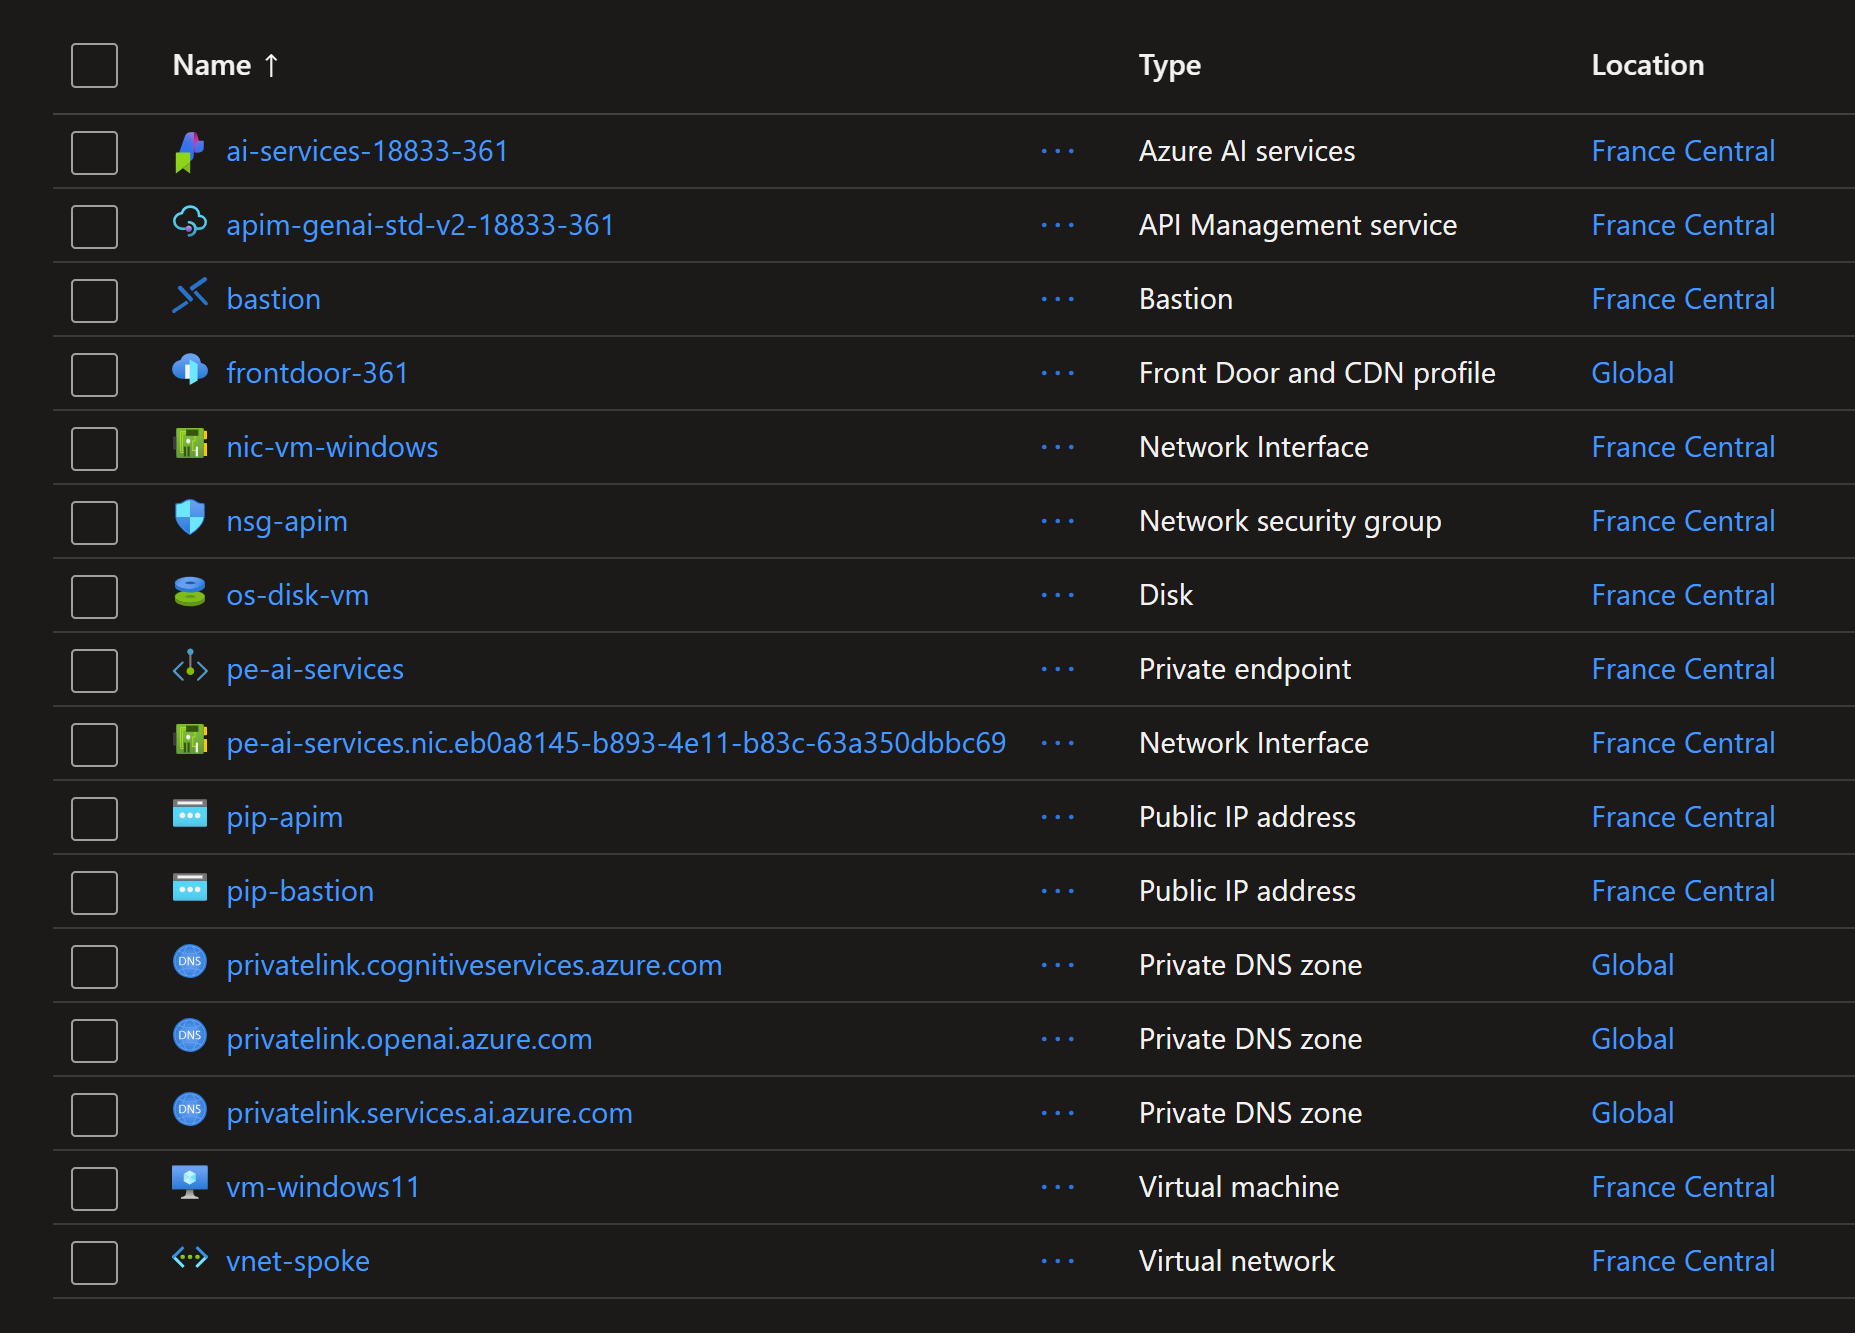 Name ↑ Type Location
ai-services-18833-361 ... Azure AI services France Central
apim-genai-std-v2-18833-361 ... API Management service France Central
bastion ... Bastion France Central
frontdoor-361 ... Front Door and CDN profile Global
nic-vm-windows ... Network Interface France Central
nsg-apim ... Network security group France Central
os-disk-vm ... Disk France Central
pe-ai-services ... Private endpoint France Central
pe-ai-services.nic.eb0a8145-b893-4e11-b83c-63a350dbbc69 ... Network Interface France Central
pip-apim ... Public IP address France Central
pip-bastion ... Public IP address France Central
DNS privatelink.cognitiveservices.azure.com ... Private DNS zone Global
DNS privatelink.openai.azure.com ... Private DNS zone Global
DNS privatelink.services.ai.azure.com ... Private DNS zone Global
vm-windows11 ... Virtual machine France Central
vnet-spoke ... Virtual network France Central